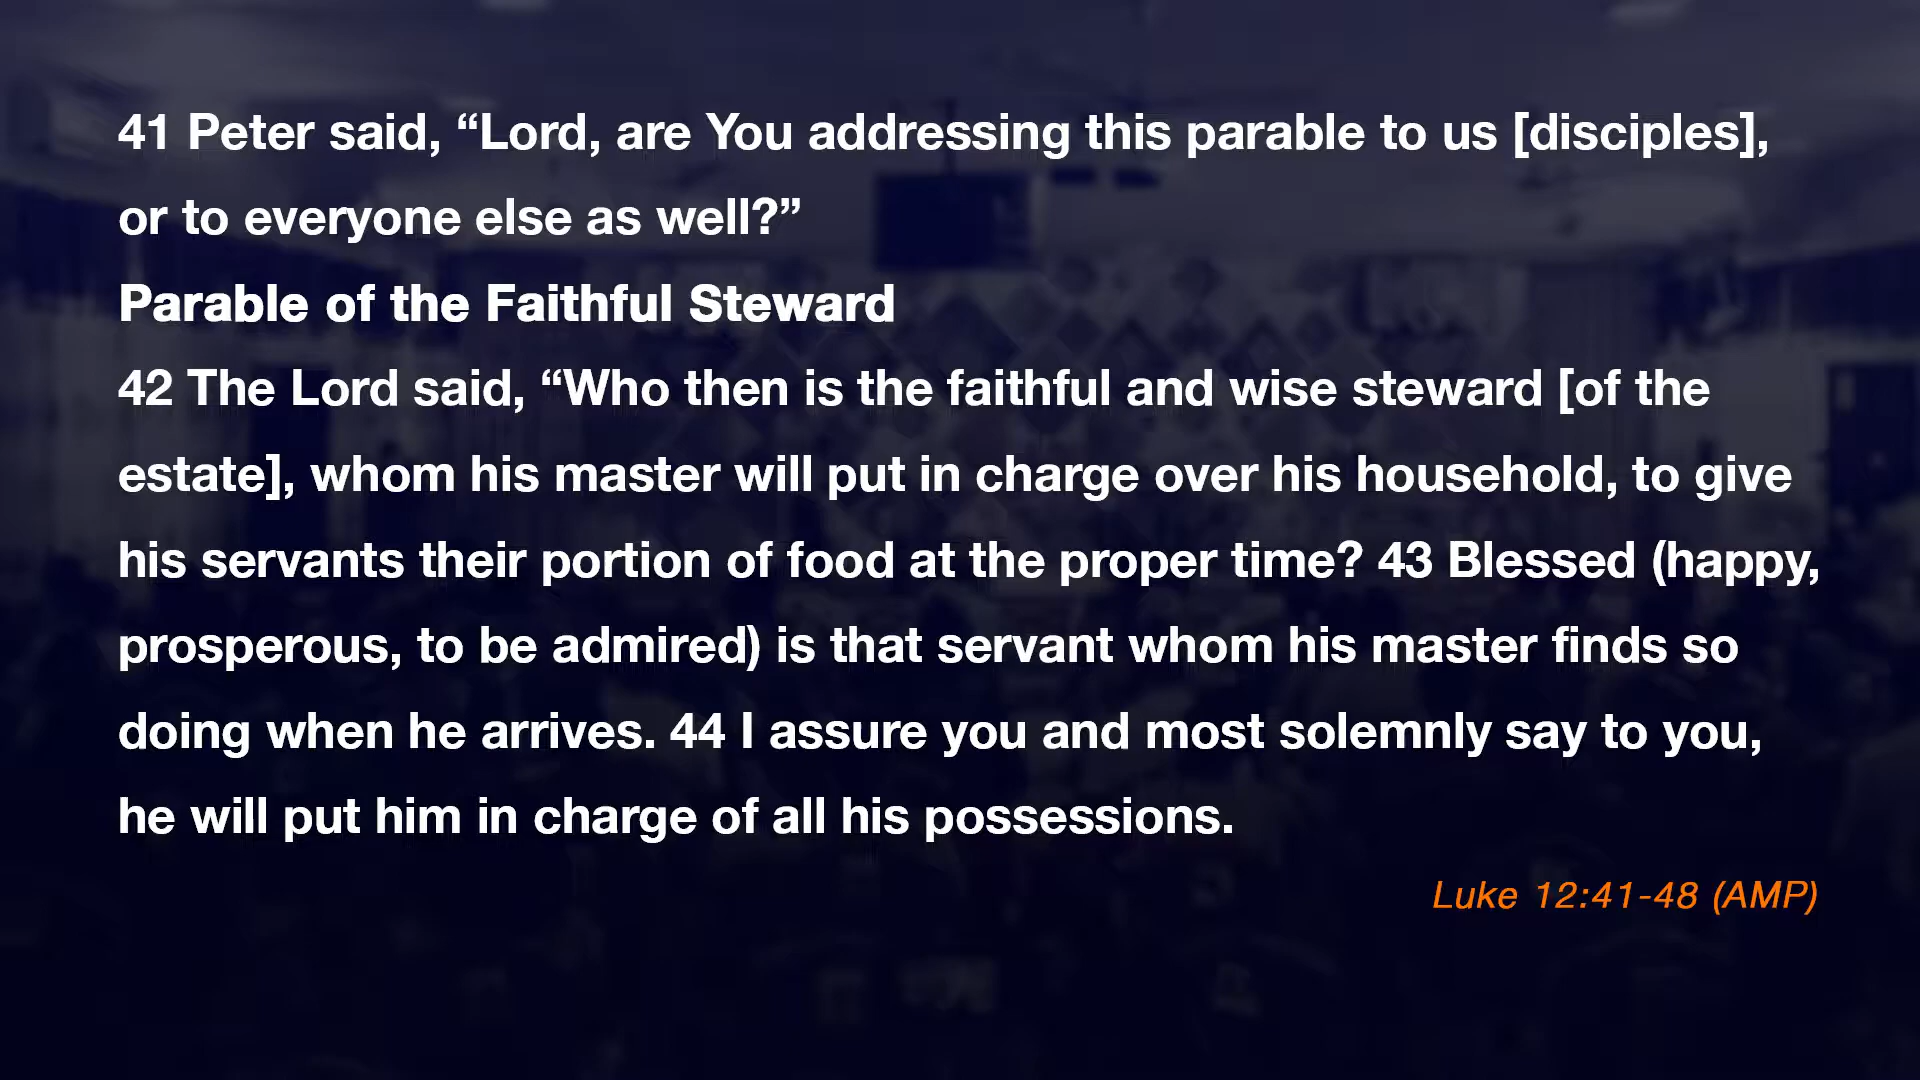 41 Peter said, “Lord, are You addressing this parable to us [disciples],
or to everyone else as well?”
Parable of the Faithful Steward
42 The Lord said, “Who then is the faithful and wise steward [of the
estate], whom his master will put in charge over his household, to give
his servants their portion of food at the proper time? 43 Blessed (happy,
prosperous, to be admired) is that servant whom his master finds so
doing when he arrives. 44 I assure you and most solemnly say to you,
he will put him in charge of all his possessions.
Luke 12:41-48 (AMP)